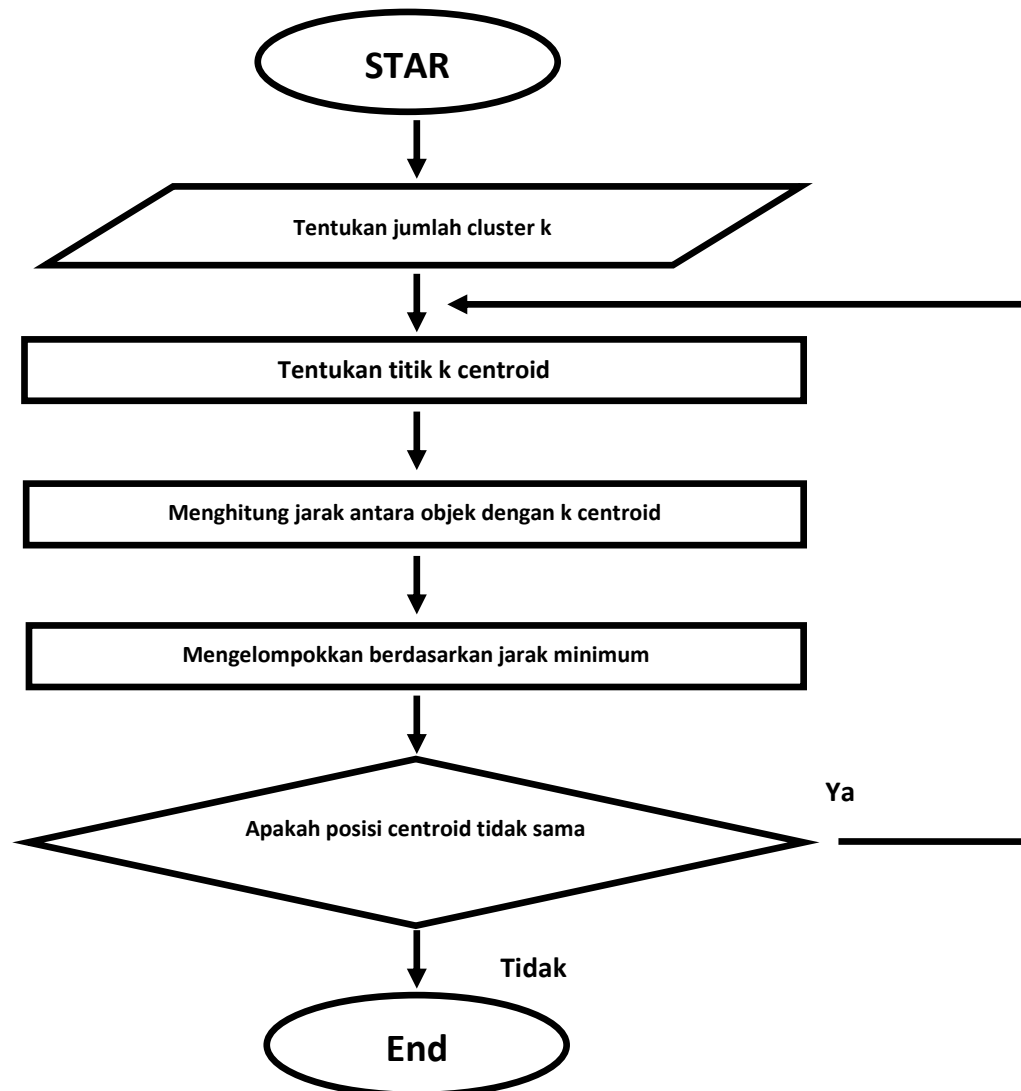 STAR
Tentukan jumlah cluster k
Tentukan titik k centroid
Menghitung jarak antara objek dengan k centroid
Mengelompokkan berdasarkan jarak minimum
Ya
Apakah posisi centroid tidak sama
Tidak
End